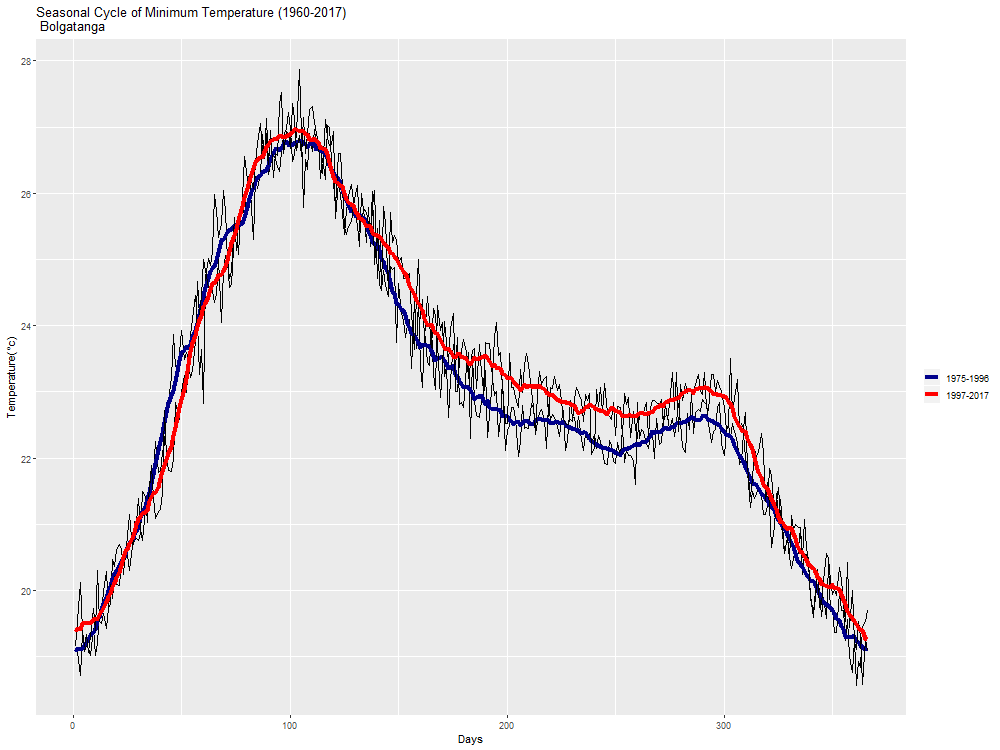 Seasonal Cycle of Minimum Temperature (1960-2017)
Bolgatanga
28
26
24
22
20
Temperature(°c)
0
100
200
300
Days
1975-1996
1997-2017